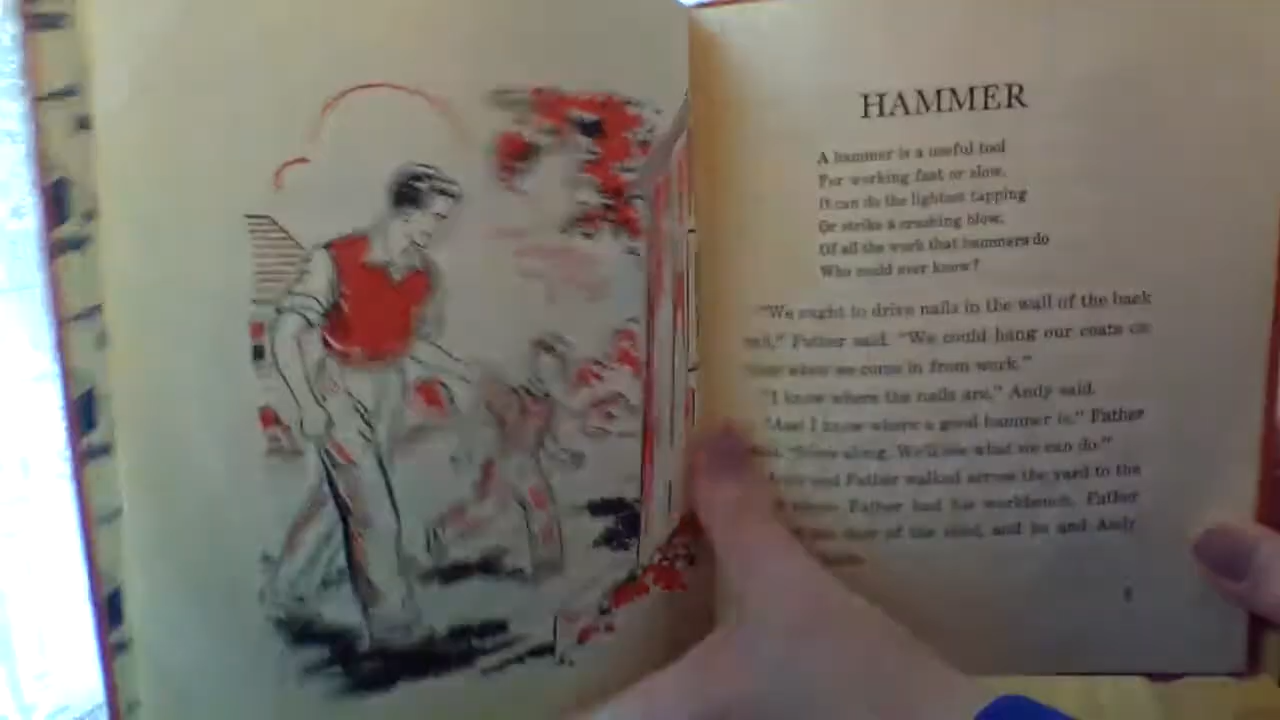 HAMMER
A hammer is a useful tool
For working fast or slow.
It can do the lightest tapping
Or strike a crushing blow.
Of all the work that hammers do
Who could ever know?
"We ought to drive nails in the wall of the back
Father said. "We could hang our coats on
when we come in from work."
"I know where the nails are," Andy said.
"And I know where a good hammer is," Father
"Come along. We'll see what we can do."
Andy and Father walked across the yard to the
where Father had his workbench. Father
door of the shed, and he and Andy